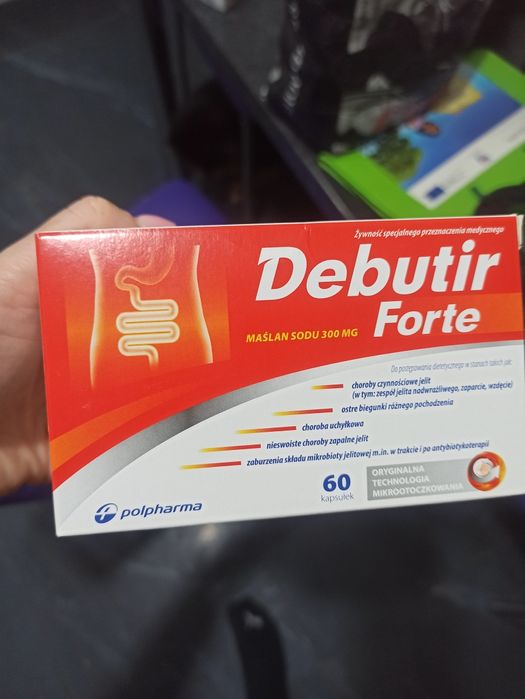 Żywność specjalnego przeznaczenia medycznego
Debutir
Forte
MAŚLAN SODU 300 MG
Do postępowania dietetycznego w stanach takich jak:
choroby czynnościowe jelit
(w tym: zespół jelita nadwrażliwego, zaparcie, wzdęcie)
ostre biegunki różnego pochodzenia
choroba uchyłkowa
nieswoiste choroby zapalne jelit
zaburzenia składu mikrobioty jelitowej m.in. w trakcie i po antybiotykoterapii
60
kapsułek
ORYGINALNA
TECHNOLOGIA
MIKROOTOCZKOWANIA
polpharma